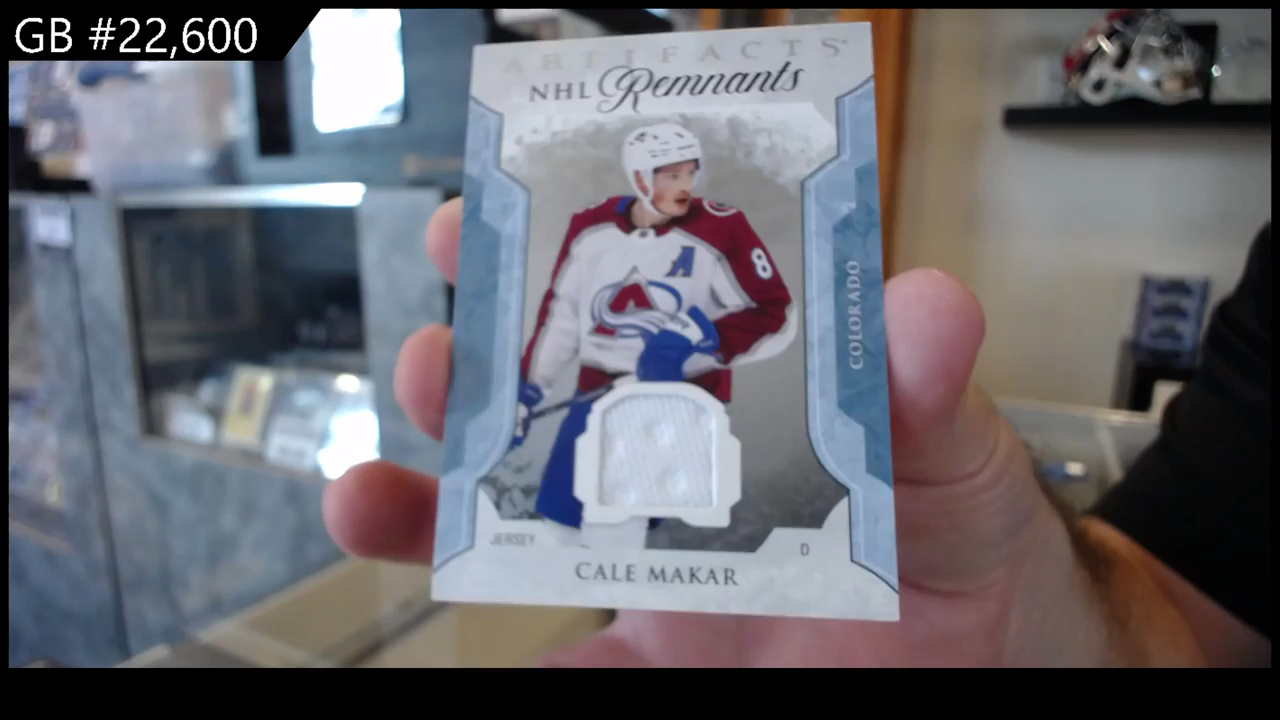 GB #22,600
ARTIFACTS
NHL Remnants
A
8
COLORADO
JERSEY
D
CALE MAKAR